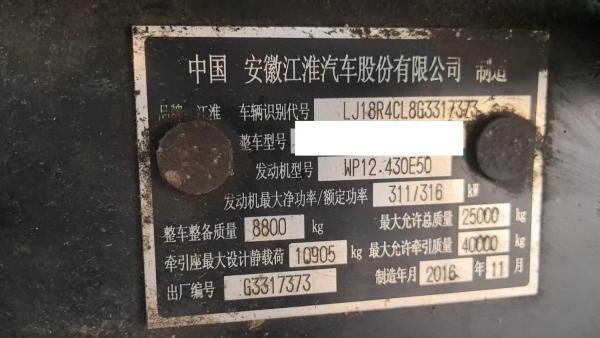 中国 安徽江淮汽车股份有限公司 制造
品牌 江淮 车辆识别代号 LJ18R4CL8G3317373
整车型号
发动机型号 WP12.430E50
发动机最大净功率/额定功率 311/316 kW
整车整备质量 8800 kg 最大允许总质量 25000 kg
牵引座最大设计静载荷 10905 kg 最大允许牵引质量 40000 kg
出厂编号 G3317373 制造年月 2016 年 11 月